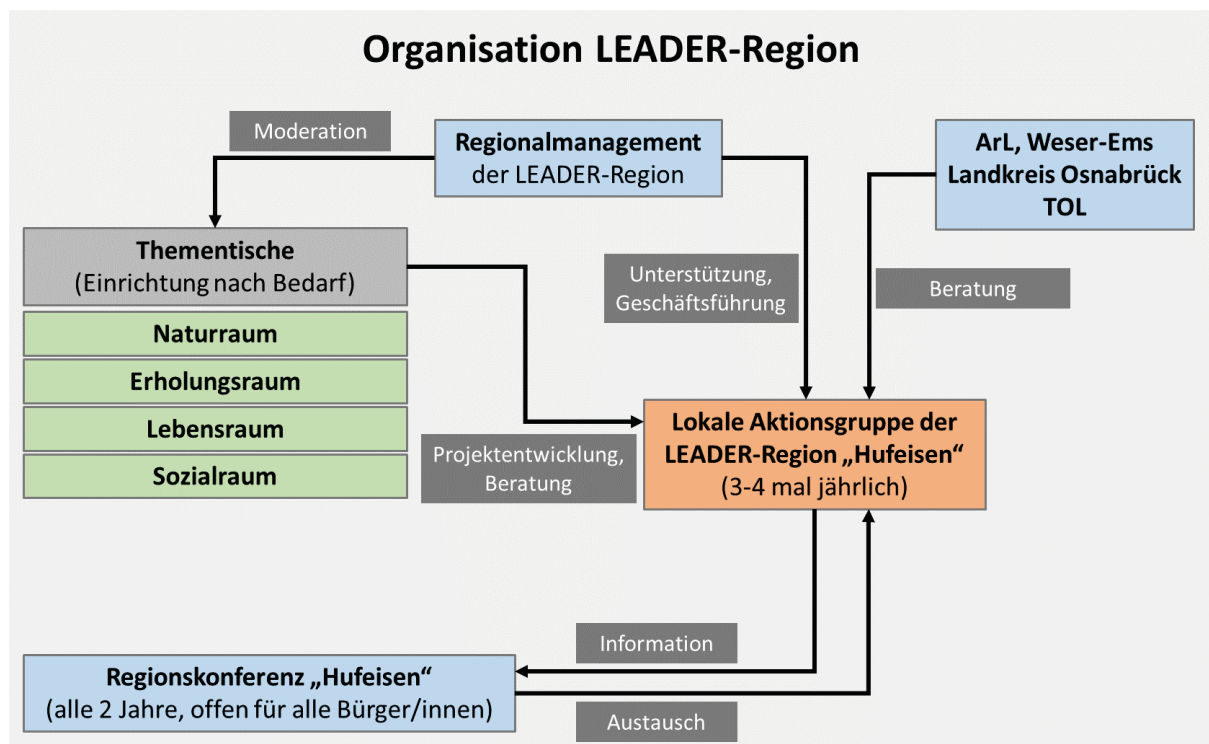 Organisation LEADER-Region
Moderation
Regionalmanagement
der LEADER-Region
ArL, Weser-Ems
Landkreis Osnabrück
TOL
Thementische
(Einrichtung nach Bedarf)
Unterstützung,
Geschäftsführung
Beratung
Naturraum
Erholungsraum
Lebensraum
Sozialraum
Projektentwicklung,
Beratung
Lokale Aktionsgruppe der
LEADER-Region „Hufeisen“
(3-4 mal jährlich)
Information
Regionskonferenz „Hufeisen“
(alle 2 Jahre, offen für alle Bürger/innen)
Austausch